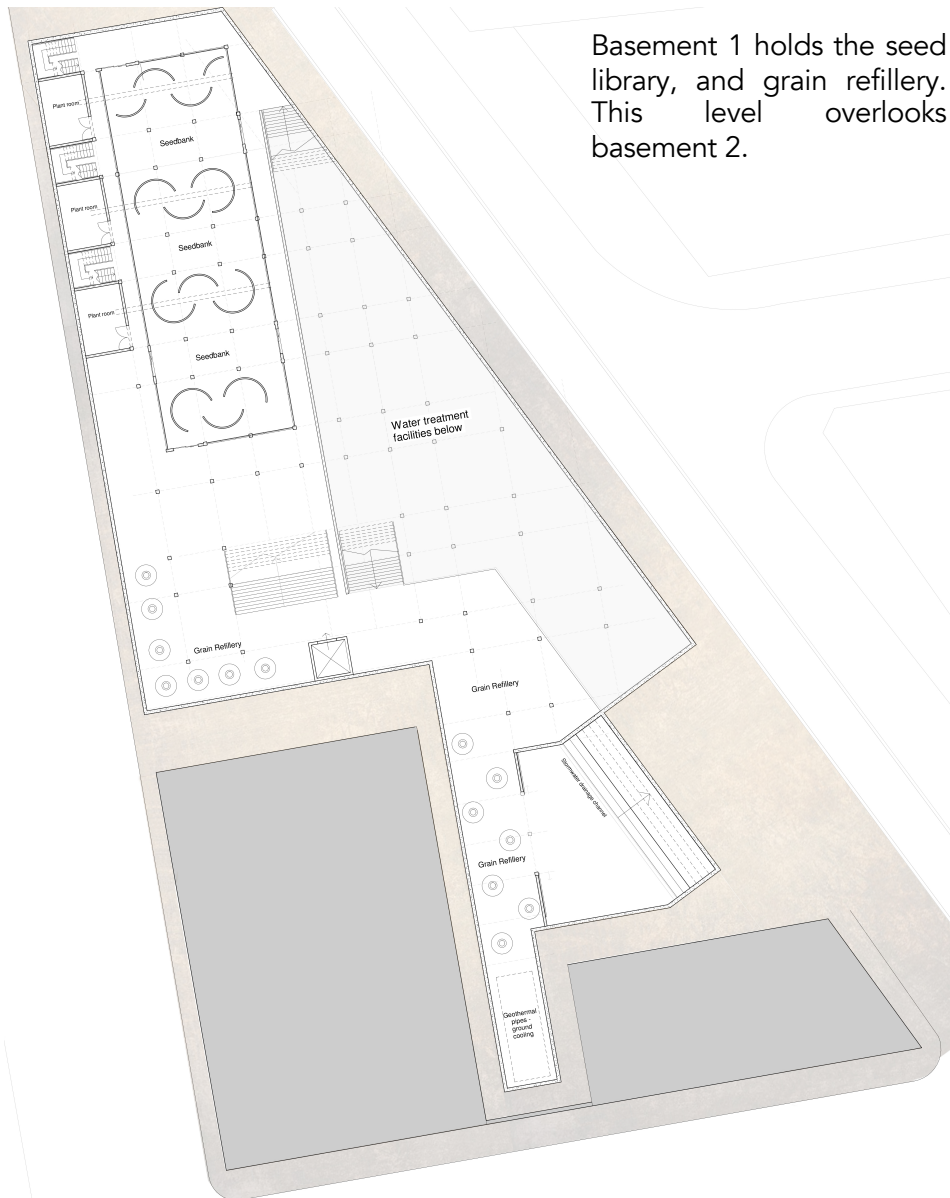 Basement 1 holds the seed
library, and grain refillery.
This level overlooks
basement 2.
Plant room
Seedbank
Plant room
Seedbank
Plant room
Seedbank
Water treatment
facilities below
Grain Refillery
Grain Refillery
Stormwater drainage channel
Grain Refillery
Geothermal
pipes -
ground
cooling